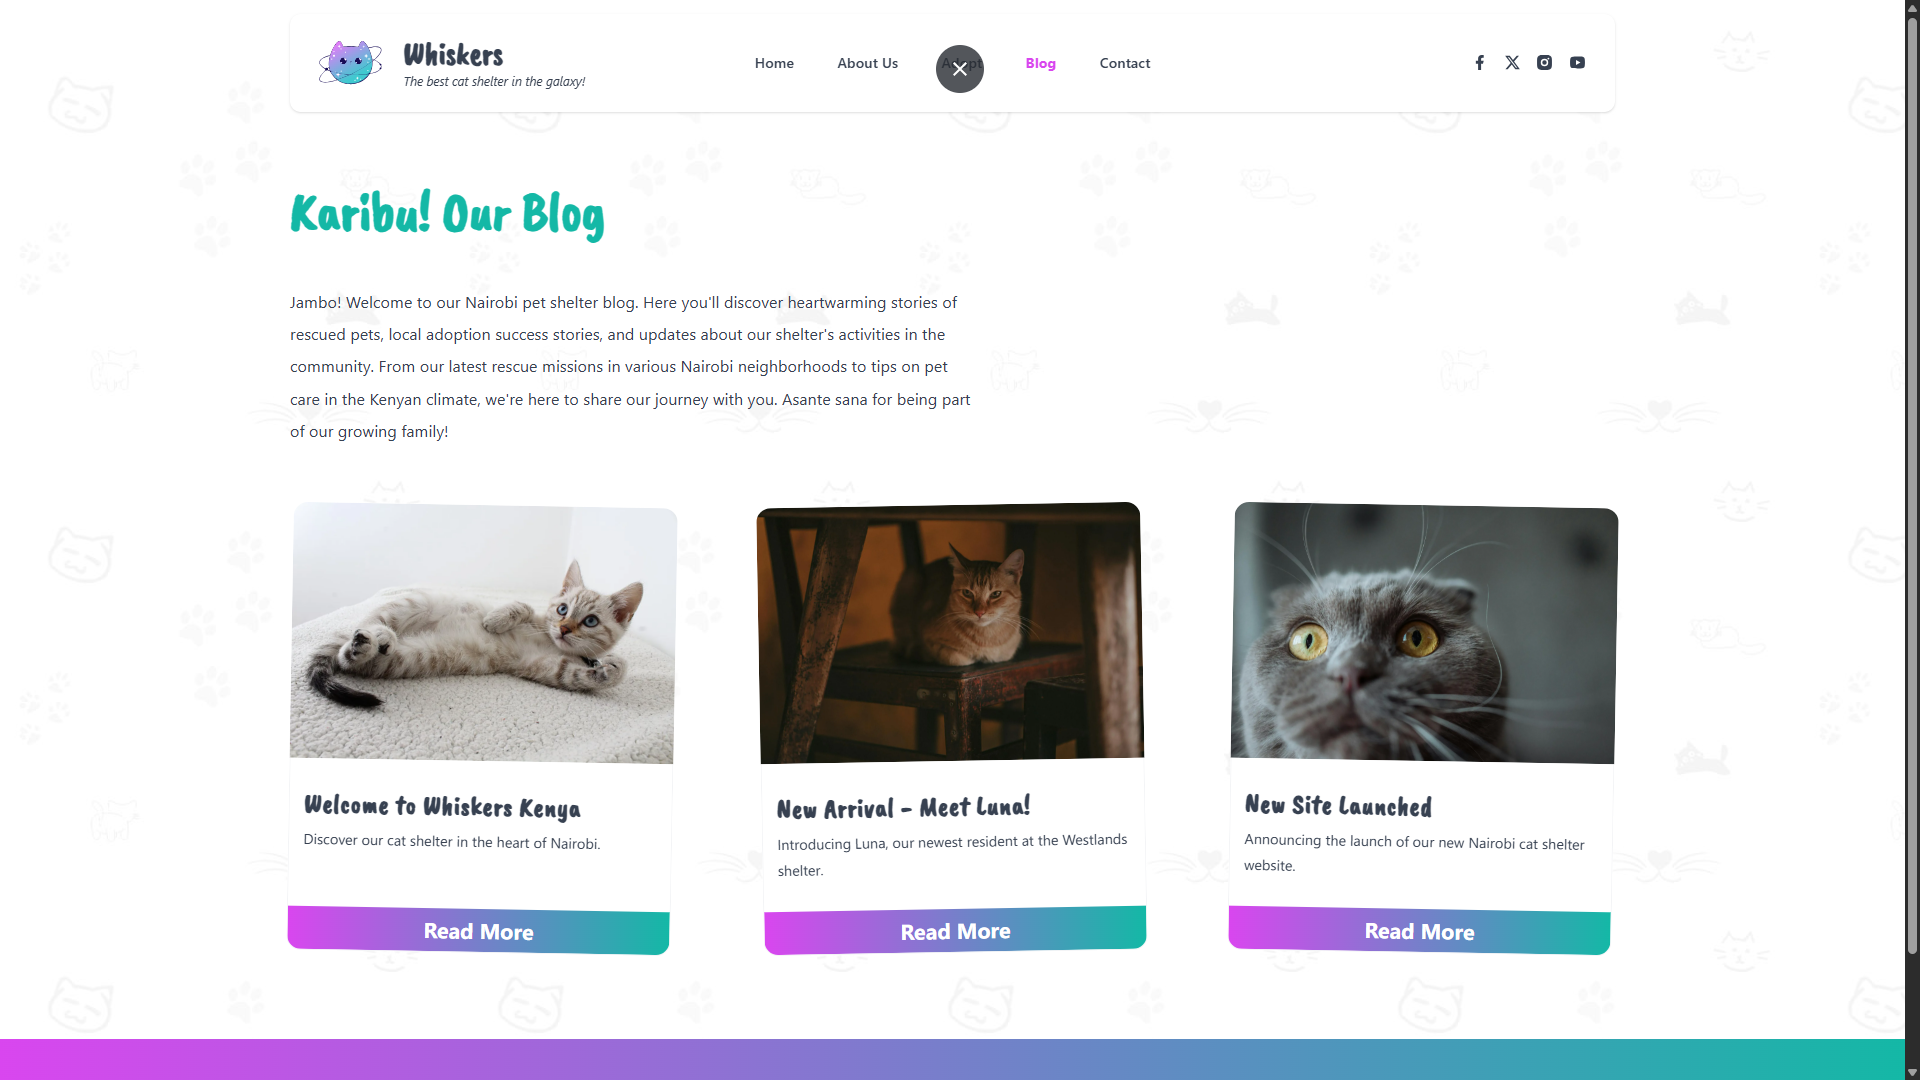 Whiskers
The best cat shelter in the galaxy!
Home
About Us
Adopt
Blog
Contact
Karibu! Our Blog
Jambo! Welcome to our Nairobi pet shelter blog. Here you'll discover heartwarming stories of
rescued pets, local adoption success stories, and updates about our shelter's activities in the
community. From our latest rescue missions in various Nairobi neighborhoods to tips on pet
care in the Kenyan climate, we're here to share our journey with you. Asante sana for being part
of our growing family!
Welcome to Whiskers Kenya
Discover our cat shelter in the heart of Nairobi.
Read More
New Arrival - Meet Luna!
Introducing Luna, our newest resident at the Westlands
shelter.
Read More
New Site Launched
Announcing the launch of our new Nairobi cat shelter
website.
Read More